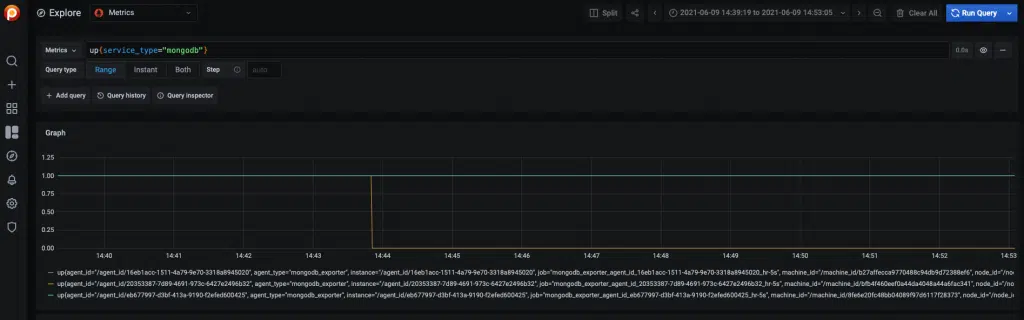 Explore Metrics Split 2021-06-09 14:39:19 to 2021-06-09 14:53:05 Clear All Run Query
Metrics up{service_type="mongodb"} 0.8s
Query type Range Instant Both Step auto
+ Add query Query history Query inspector
Graph
1.25
1.00
0.75
0.50
0.25
0.00
14:40 14:41 14:42 14:43 14:44 14:45 14:46 14:47 14:48 14:49 14:50 14:51 14:52 14:53
up{agent_id="/agent_id/16eb1acc-1511-4a79-9e70-3318a8945020", agent_type="mongodb_exporter", instance="/agent_id/16eb1acc-1511-4a79-9e70-3318a8945020", job="mongodb_exporter_agent_id_16eb1acc-1511-4a79-9e70-3318a8945020_hr-5s", machine_id="/machine_id/b27affecca9770488c94db9d72388ef6", node_id="/node_i
up{agent_id="/agent_id/20353387-7d89-4691-973c-6427e2496b32", agent_type="mongodb_exporter", instance="/agent_id/20353387-7d89-4691-973c-6427e2496b32", job="mongodb_exporter_agent_id_20353387-7d89-4691-973c-6427e2496b32_hr-5s", machine_id="/machine_id/bfb4f460eef0a44da4048a44a6fac341", node_id="/no
up{agent_id="/agent_id/eb677997-d3bf-413a-9190-f2efed600425", agent_type="mongodb_exporter", instance="/agent_id/eb677997-d3bf-413a-9190-f2efed600425", job="mongodb_exporter_agent_id_eb677997-d3bf-413a-9190-f2efed600425_hr-5s", machine_id="/machine_id/8fe6e20fc48bb04089f97d6117f28373", node_id="/nod